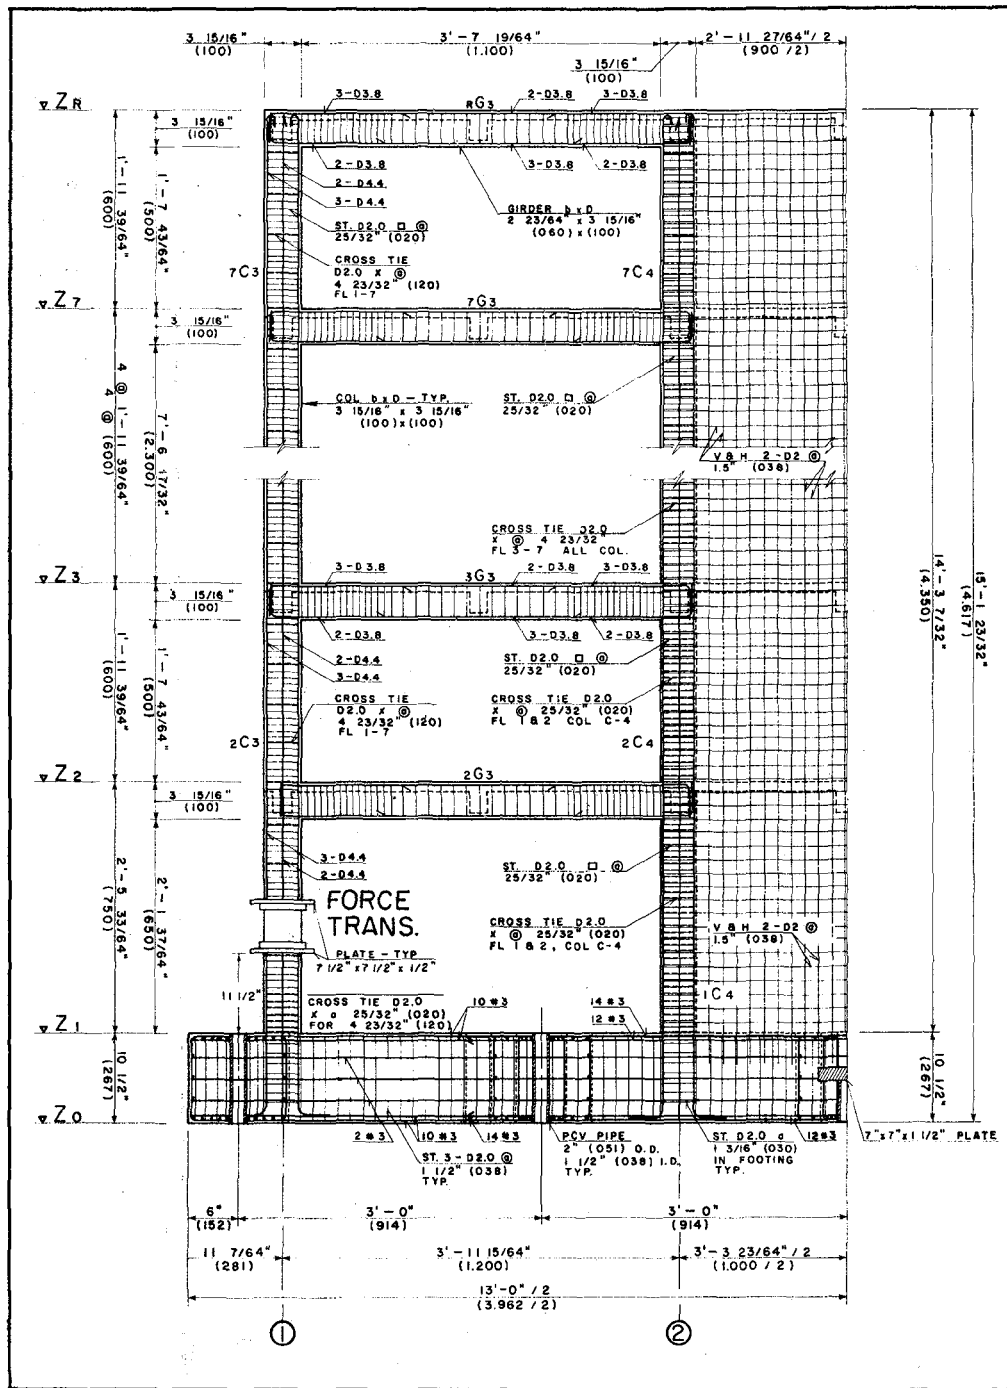 3 15/16"
(100)
3'-7 19/64"
(1.100)
3 15/16"
(100)
2'-11 27/64"/2
(900/2)
ZR
3-D3.8
RG3
2-D3.8
3-D3.8
3 15/16"
(100)
2-D3.8
3-D3.8
2-D3.8
2-D4.4
3-D4.4
1'-11 39/64"
(600)
1'-7 43/64"
(500)
ST. D2.0 □ @
25/32" (020)
GIRDER b x D
2 23/64" x 3 15/16"
(060) x (100)
CROSS TIE
D2.0 X @
4 23/32" (120)
FL 1-7
7C3
7C4
Z7
7G3
3 15/16"
(100)
COL b x D - TYP.
3 15/16" x 3 15/16"
(100) x (100)
ST. D2.0 □ @
25/32" (020)
4 @ 1'-11 39/64"
4 @ (600)
7'-6 17/32"
(2.300)
V & H 2-D2 @
1.5" (038)
CROSS TIE D2.0
X @ 4 23/32"
FL 3-7 ALL COL.
Z3
3-D3.8
3G3
2-D3.8
3-D3.8
3 15/16"
(100)
2-D3.8
3-D3.8
2-D3.8
2-D4.4
3-D4.4
ST. D2.0 □ @
25/32" (020)
14'-3 7/32"
(4.350)
15'-1 23/32"
(4.617)
1'-11 39/64"
(600)
1'-7 43/64"
(500)
CROSS TIE
D2.0 X @
4 23/32" (120)
FL 1-7
CROSS TIE D2.0
X @ 25/32" (020)
FL 1&2 COL C-4
2C3
2C4
Z2
2G3
3 15/16"
(100)
3-D4.4
2-D4.4
ST. D2.0 □ @
25/32" (020)
2'-5 33/64"
(750)
2'-1 37/64"
(650)
FORCE
TRANS.
CROSS TIE D2.0
X @ 25/32" (020)
FL 1&2, COL C-4
V & H 2-D2 @
1.5" (038)
PLATE - TYP
7 1/2" x 7 1/2" x 1/2"
11 1/2"
CROSS TIE D2.0
X @ 25/32" (020)
FOR 4 23/32" (120)
10 #3
14 #3
12 #3
1C4
Z1
10 1/2"
(267)
10 1/2"
(267)
Z0
2 #3
10 #3
14 #3
ST. 3-D2.0 @
1 1/2" (038)
TYP.
PCV PIPE
2" (051) O.D.
1 1/2" (038) I.D.
TYP.
ST. D2.0 @
1 3/16" (030)
IN FOOTING
TYP.
12 #3
7" x 7" x 1 1/2" PLATE
6"
(152)
3'-0"
(914)
3'-0"
(914)
11 7/64"
(281)
3'-11 15/64"
(1.200)
3'-3 23/64"/2
(1.000/2)
13'-0"/2
(3.962/2)
1
2